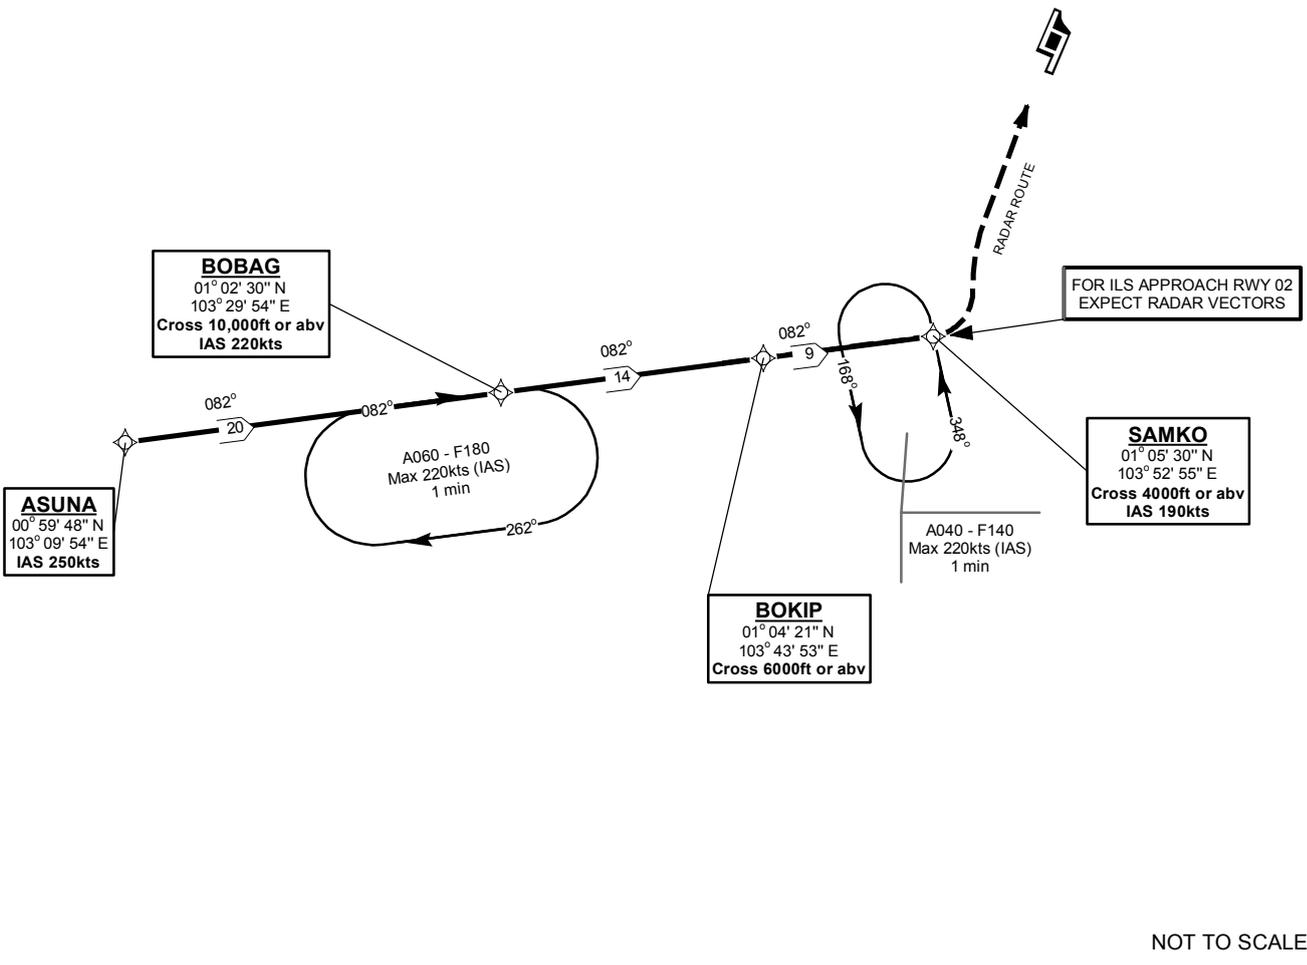 RADAR ROUTE
FOR ILS APPROACH RWY 02
EXPECT RADAR VECTORS
BOBAG
01° 02' 30" N
103° 29' 54" E
Cross 10,000ft or abv
IAS 220kts
082°
9
082°
14
082°
20
082°
A060 - F180
Max 220kts (IAS)
1 min
262°
168°
348°
ASUNA
00° 59' 48" N
103° 09' 54" E
IAS 250kts
SAMKO
01° 05' 30" N
103° 52' 55" E
Cross 4000ft or abv
IAS 190kts
A040 - F140
Max 220kts (IAS)
1 min
BOKIP
01° 04' 21" N
103° 43' 53" E
Cross 6000ft or abv
NOT TO SCALE